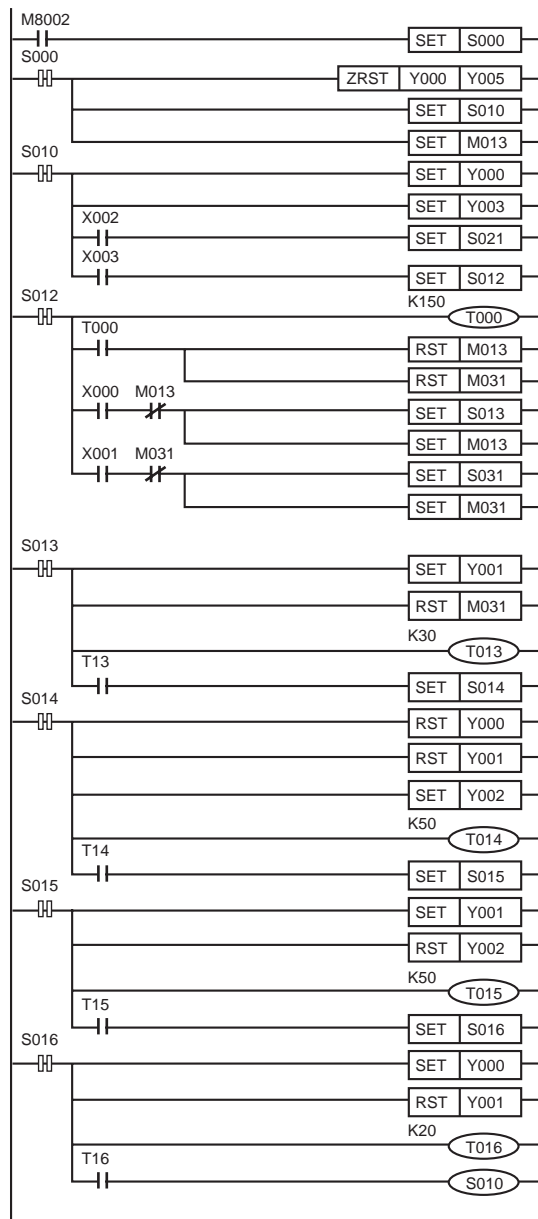 M8002
SET S000
S000
ZRST Y000 Y005
SET S010
SET M013
S010
SET Y000
SET Y003
X002
SET S021
X003
SET S012
S012
K150
T000
T000
RST M013
RST M031
X000 M013
SET S013
SET M013
X001 M031
SET S031
SET M031
S013
SET Y001
RST M031
K30
T013
T13
SET S014
S014
RST Y000
RST Y001
SET Y002
K50
T014
T14
SET S015
S015
SET Y001
RST Y002
K50
T015
T15
SET S016
S016
SET Y000
RST Y001
K20
T016
T16
S010